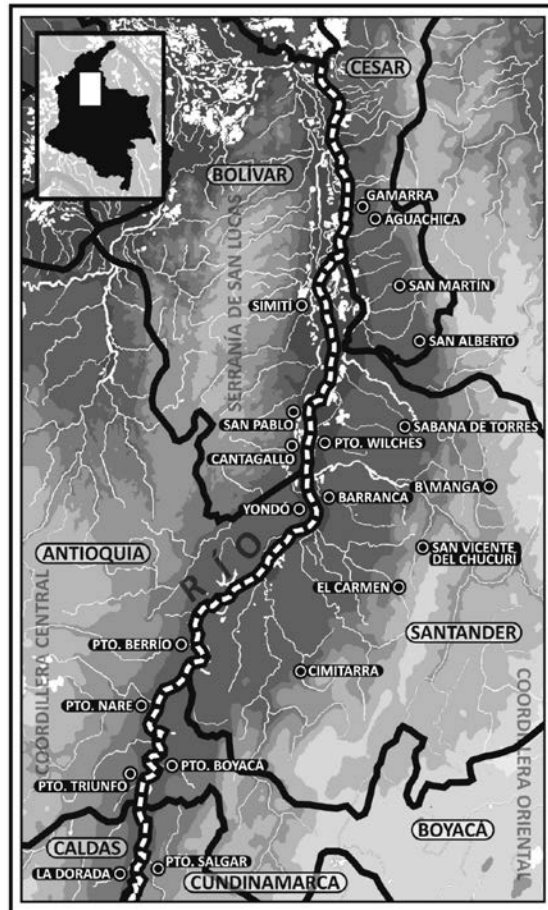 CESAR
BOLÍVAR
GAMARRA
AGUACHICA
SERRANÍA DE SAN LUCAS
SAN MARTÍN
SIMITÍ
SAN ALBERTO
SAN PABLO
SABANA DE TORRES
PTO. WILCHES
CANTAGALLO
B/MANGA
BARRANCA
YONDÓ
ANTIOQUIA
SAN VICENTE
DEL CHUCURÍ
RÍO
EL CARMEN
SANTANDER
COORDILLERA CENTRAL
PTO. BERRÍO
CIMITARRA
COORDILLERA ORIENTAL
PTO. NARE
PTO. BOYACÁ
PTO. TRIUNFO
BOYACÁ
CALDAS
PTO. SALGAR
LA DORADA
CUNDINAMARCA